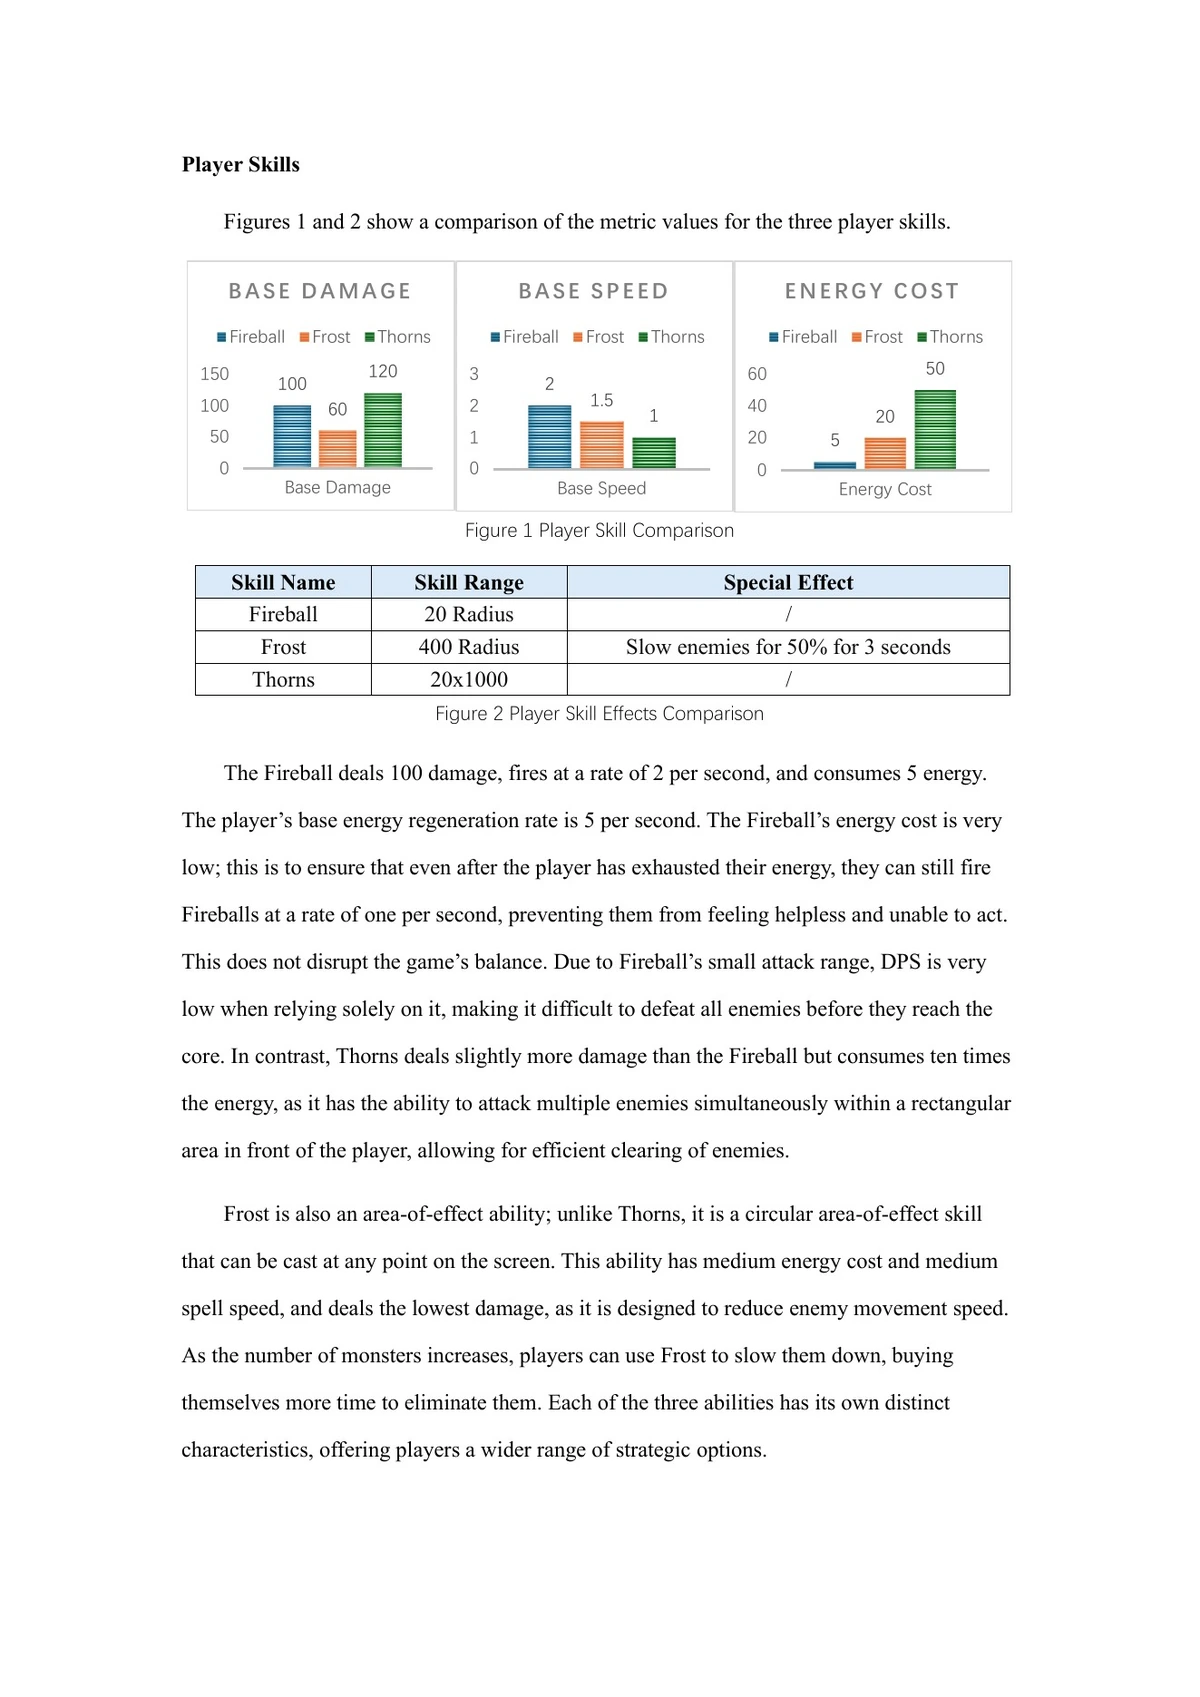 Player Skills
Figures 1 and 2 show a comparison of the metric values for the three player skills.
BASE DAMAGE
Fireball Frost Thorns
150
100
50
0
100
60
120
Base Damage
BASE SPEED
Fireball Frost Thorns
3
2
1
0
2
1.5
1
Base Speed
ENERGY COST
Fireball Frost Thorns
60
40
20
0
5
20
50
Energy Cost
Figure 1 Player Skill Comparison
Skill Name Skill Range Special Effect
Fireball 20 Radius /
Frost 400 Radius Slow enemies for 50% for 3 seconds
Thorns 20x1000 /
Figure 2 Player Skill Effects Comparison
The Fireball deals 100 damage, fires at a rate of 2 per second, and consumes 5 energy.
The player’s base energy regeneration rate is 5 per second. The Fireball’s energy cost is very
low; this is to ensure that even after the player has exhausted their energy, they can still fire
Fireballs at a rate of one per second, preventing them from feeling helpless and unable to act.
This does not disrupt the game’s balance. Due to Fireball’s small attack range, DPS is very
low when relying solely on it, making it difficult to defeat all enemies before they reach the
core. In contrast, Thorns deals slightly more damage than the Fireball but consumes ten times
the energy, as it has the ability to attack multiple enemies simultaneously within a rectangular
area in front of the player, allowing for efficient clearing of enemies.
Frost is also an area-of-effect ability; unlike Thorns, it is a circular area-of-effect skill
that can be cast at any point on the screen. This ability has medium energy cost and medium
spell speed, and deals the lowest damage, as it is designed to reduce enemy movement speed.
As the number of monsters increases, players can use Frost to slow them down, buying
themselves more time to eliminate them. Each of the three abilities has its own distinct
characteristics, offering players a wider range of strategic options.